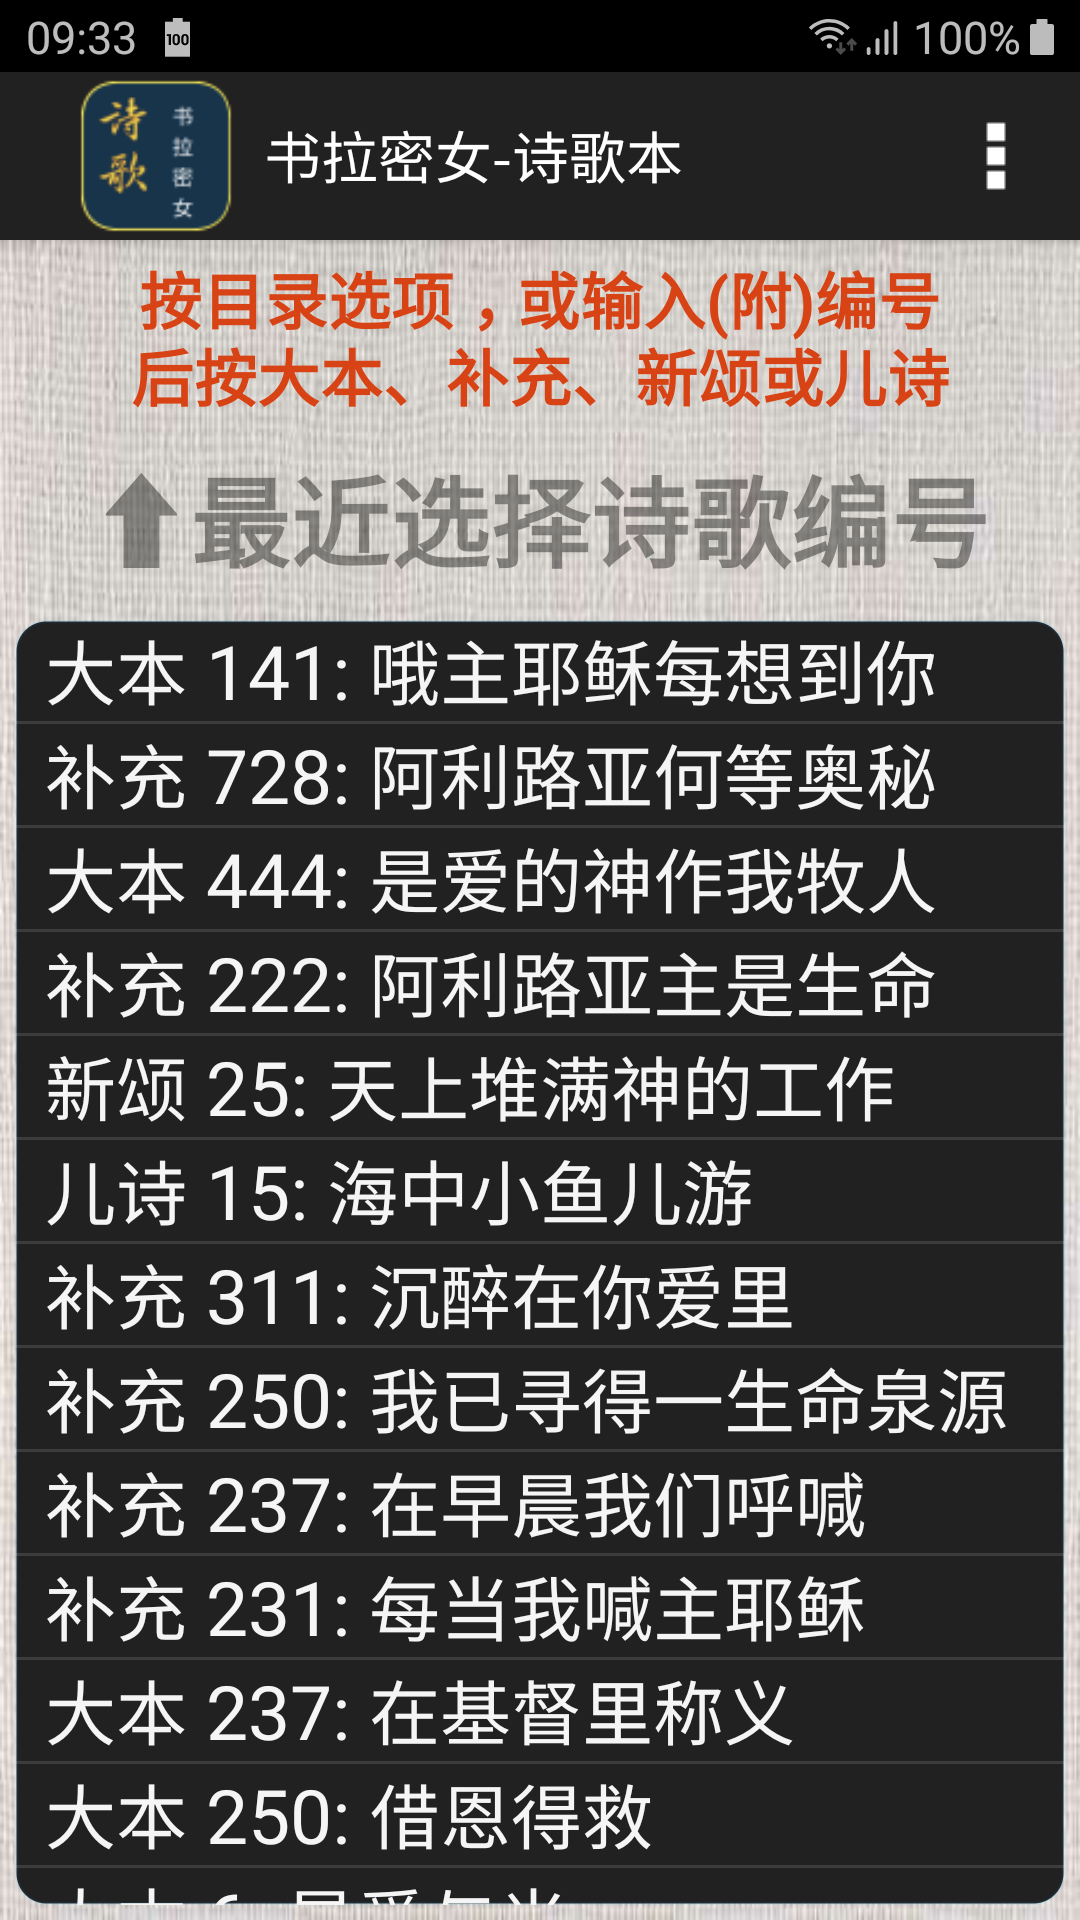 09:33 100 100%
诗歌 书拉密女 书拉密女-诗歌本
按目录选项，或输入(附)编号
后按大本、补充、新颂或儿诗
最近选择诗歌编号
大本 141: 哦主耶稣每想到你
补充 728: 阿利路亚何等奥秘
大本 444: 是爱的神作我牧人
补充 222: 阿利路亚主是生命
新颂 25: 天上堆满神的工作
儿诗 15: 海中小鱼儿游
补充 311: 沉醉在你爱里
补充 250: 我已寻得一生命泉源
补充 237: 在早晨我们呼喊
补充 231: 每当我喊主耶稣
大本 237: 在基督里称义
大本 250: 借恩得救